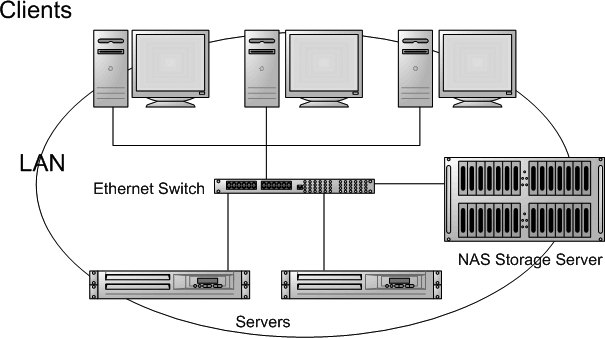 Clients
LAN
Ethernet Switch
NAS Storage Server
Servers